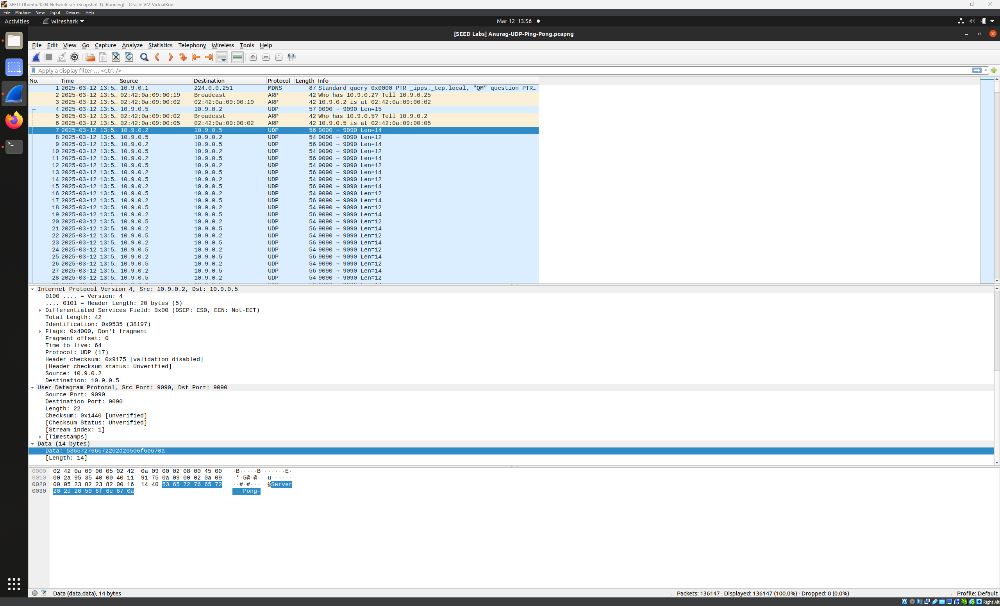 SEED-Ubuntu20.04 Network-sec (Snapshot 1) [Running] - Oracle VM VirtualBox
File Machine View Input Devices Help
Activities Wireshark Mar 12 13:56
[SEED Labs] Anurag-UDP-Ping-Pong.pcapng
File Edit View Go Capture Analyze Statistics Telephony Wireless Tools Help
Apply a display filter … <Ctrl-/>
No. Time Source Destination Protocol Length Info
1 2025-03-12 13:5… 10.9.0.1 224.0.0.251 MDNS 87 Standard query 0x0000 PTR _ipps._tcp.local, "QM" question PTR…
2 2025-03-12 13:5… 02:42:0a:09:00:19 Broadcast ARP 42 Who has 10.9.0.2? Tell 10.9.0.25
3 2025-03-12 13:5… 02:42:0a:09:00:02 02:42:0a:09:00:19 ARP 42 10.9.0.2 is at 02:42:0a:09:00:02
4 2025-03-12 13:5… 10.9.0.5 10.9.0.2 UDP 57 9090 → 9090 Len=15
5 2025-03-12 13:5… 02:42:0a:09:00:02 Broadcast ARP 42 Who has 10.9.0.5? Tell 10.9.0.2
6 2025-03-12 13:5… 02:42:0a:09:00:05 02:42:0a:09:00:02 ARP 42 10.9.0.5 is at 02:42:0a:09:00:05
7 2025-03-12 13:5… 10.9.0.2 10.9.0.5 UDP 56 9090 → 9090 Len=14
8 2025-03-12 13:5… 10.9.0.5 10.9.0.2 UDP 54 9090 → 9090 Len=12
9 2025-03-12 13:5… 10.9.0.2 10.9.0.5 UDP 56 9090 → 9090 Len=14
10 2025-03-12 13:5… 10.9.0.5 10.9.0.2 UDP 54 9090 → 9090 Len=12
11 2025-03-12 13:5… 10.9.0.2 10.9.0.5 UDP 56 9090 → 9090 Len=14
12 2025-03-12 13:5… 10.9.0.5 10.9.0.2 UDP 54 9090 → 9090 Len=12
13 2025-03-12 13:5… 10.9.0.2 10.9.0.5 UDP 56 9090 → 9090 Len=14
14 2025-03-12 13:5… 10.9.0.5 10.9.0.2 UDP 54 9090 → 9090 Len=12
15 2025-03-12 13:5… 10.9.0.2 10.9.0.5 UDP 56 9090 → 9090 Len=14
16 2025-03-12 13:5… 10.9.0.5 10.9.0.2 UDP 54 9090 → 9090 Len=12
17 2025-03-12 13:5… 10.9.0.2 10.9.0.5 UDP 56 9090 → 9090 Len=14
18 2025-03-12 13:5… 10.9.0.5 10.9.0.2 UDP 54 9090 → 9090 Len=12
19 2025-03-12 13:5… 10.9.0.2 10.9.0.5 UDP 56 9090 → 9090 Len=14
20 2025-03-12 13:5… 10.9.0.5 10.9.0.2 UDP 54 9090 → 9090 Len=12
21 2025-03-12 13:5… 10.9.0.2 10.9.0.5 UDP 56 9090 → 9090 Len=14
22 2025-03-12 13:5… 10.9.0.5 10.9.0.2 UDP 54 9090 → 9090 Len=12
23 2025-03-12 13:5… 10.9.0.2 10.9.0.5 UDP 56 9090 → 9090 Len=14
24 2025-03-12 13:5… 10.9.0.5 10.9.0.2 UDP 54 9090 → 9090 Len=12
25 2025-03-12 13:5… 10.9.0.2 10.9.0.5 UDP 56 9090 → 9090 Len=14
26 2025-03-12 13:5… 10.9.0.5 10.9.0.2 UDP 54 9090 → 9090 Len=12
27 2025-03-12 13:5… 10.9.0.2 10.9.0.5 UDP 56 9090 → 9090 Len=14
28 2025-03-12 13:5… 10.9.0.5 10.9.0.2 UDP 54 9090 → 9090 Len=12
Internet Protocol Version 4, Src: 10.9.0.2, Dst: 10.9.0.5
0100 .... = Version: 4
.... 0101 = Header Length: 20 bytes (5)
Differentiated Services Field: 0x00 (DSCP: CS0, ECN: Not-ECT)
Total Length: 42
Identification: 0x9535 (38197)
Flags: 0x4000, Don't fragment
Fragment offset: 0
Time to live: 64
Protocol: UDP (17)
Header checksum: 0x9175 [validation disabled]
[Header checksum status: Unverified]
Source: 10.9.0.2
Destination: 10.9.0.5
User Datagram Protocol, Src Port: 9090, Dst Port: 9090
Source Port: 9090
Destination Port: 9090
Length: 22
Checksum: 0x1440 [unverified]
[Checksum Status: Unverified]
[Stream index: 1]
[Timestamps]
Data (14 bytes)
Data: 536572766572202d20506f6e670a
[Length: 14]
0000 02 42 0a 09 00 05 02 42 0a 09 00 02 08 00 45 00 ·B·····B ······E·
0010 00 2a 95 35 40 00 40 11 91 75 0a 09 00 02 0a 09 ·*·5@·@· ·u······
0020 00 05 23 82 23 82 00 16 14 40 53 65 72 76 65 72 ··#·#··· ·@Server
0030 20 2d 20 50 6f 6e 67 0a - Pong·
Data (data.data), 14 bytes Packets: 136147 · Displayed: 136147 (100.0%) · Dropped: 0 (0.0%) Profile: Default
Right Alt